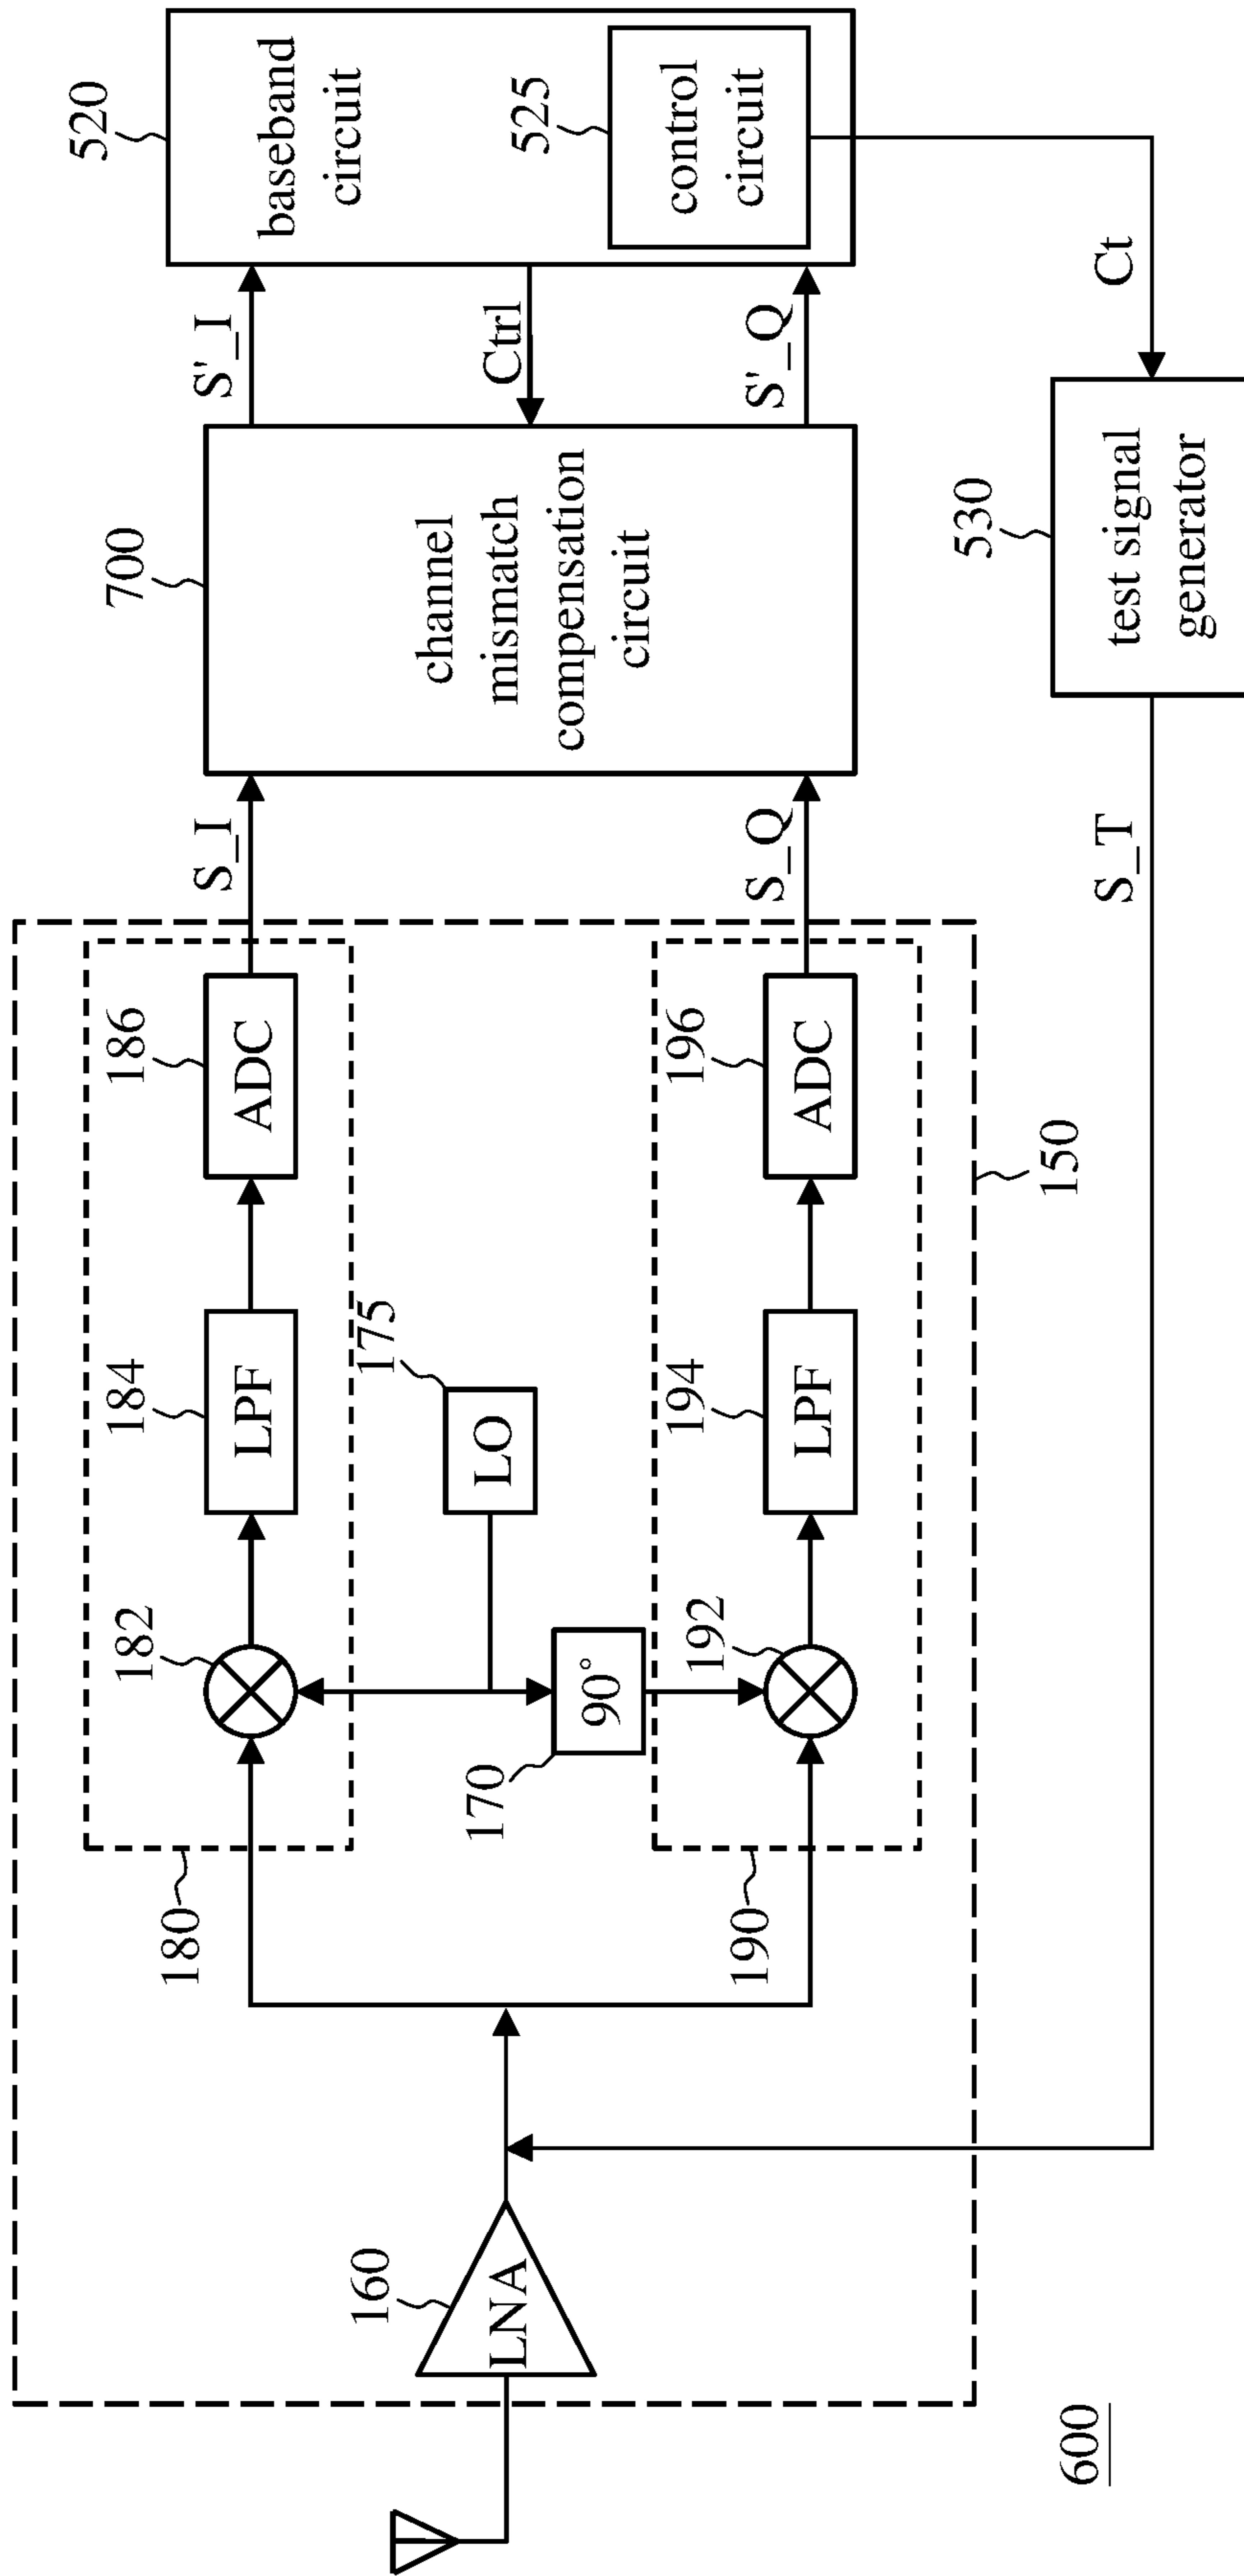 180
182
184
186
LPF
ADC
S_I
700
channel
mismatch
compensation
circuit
S'_I
520
baseband
circuit
Ctrl
525
control
circuit
160
LNA
170
90°
175
LO
190
192
194
196
LPF
ADC
S_Q
S'_Q
150
530
test signal
generator
S_T
Ct
600